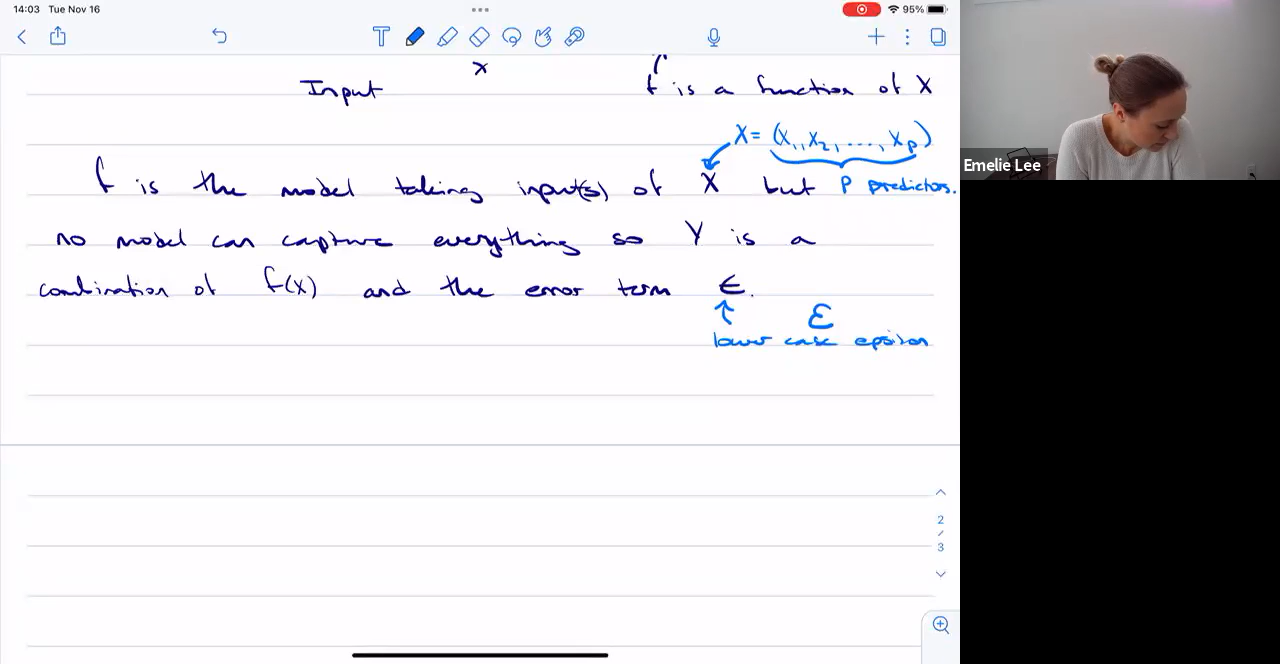 14:03 Tue Nov 16
95%
x
Input
f is a function of X
X = (X₁, X₂, ..., Xp)
f is the model taking input(s) of X but P predictors.
no model can capture everything so Y is a
combination of f(X) and the error term ϵ.
ε
lower case epsilon
Emelie Lee
2
/
3